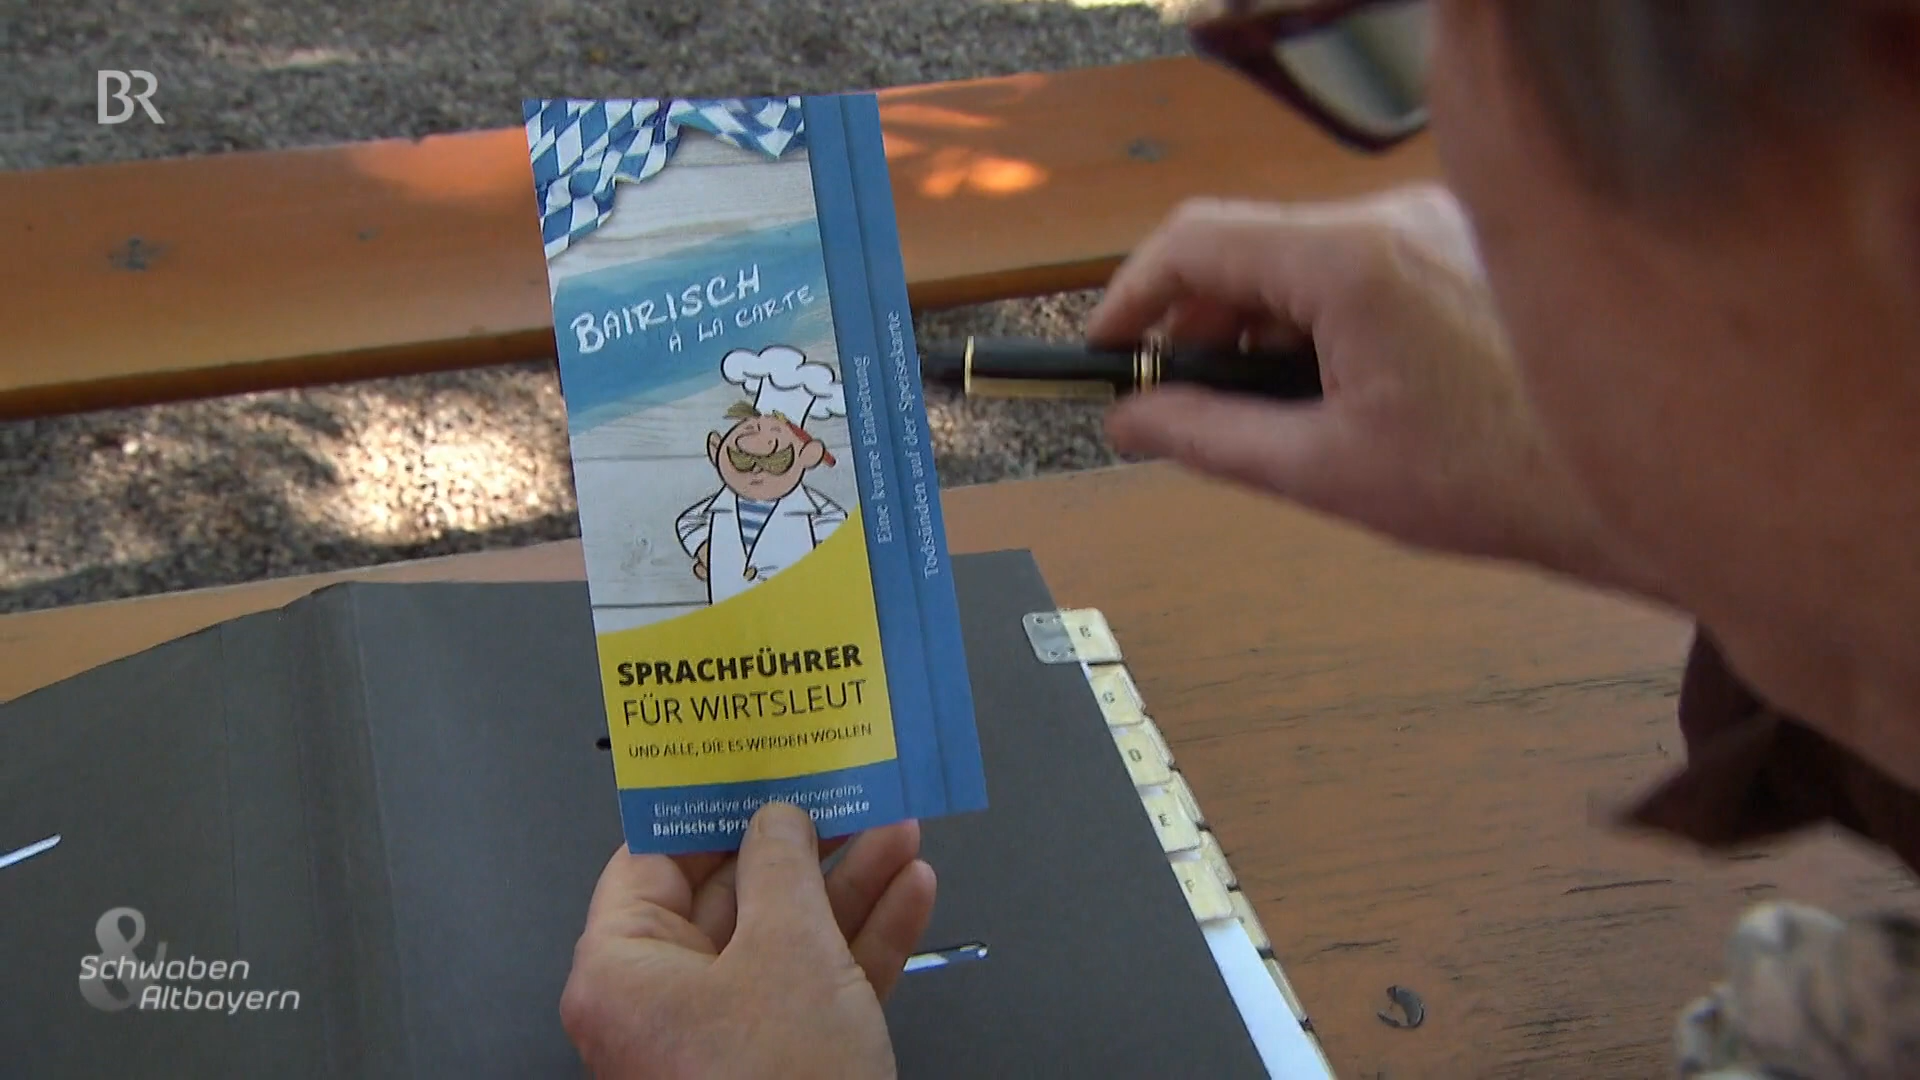 BR
BAIRISCH
À LA CARTE
Eine kurze Einleitung
Todsünden auf der Speisekarte
SPRACHFÜHRER
FÜR WIRTSLEUT
UND ALLE, DIE ES WERDEN WOLLEN
Eine Initiative des Fördervereins
Bairische Dialekte
B
C
D
E
F
Schwaben
& Altbayern